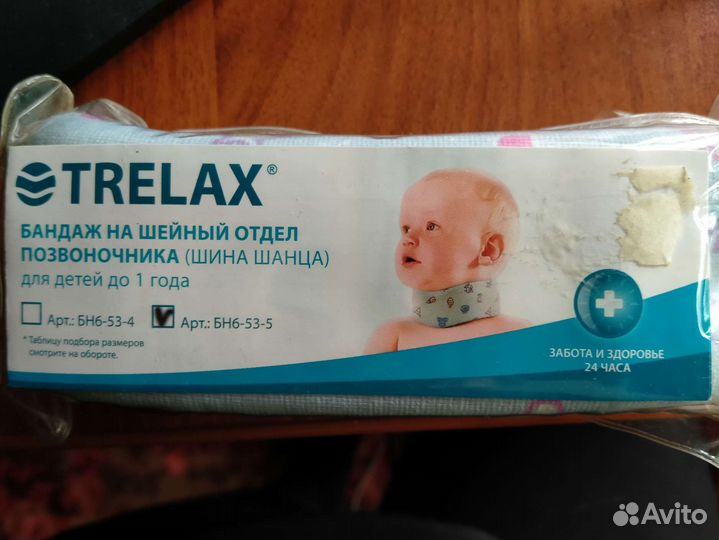 TRELAX®
БАНДАЖ НА ШЕЙНЫЙ ОТДЕЛ
ПОЗВОНОЧНИКА (ШИНА ШАНЦА)
для детей до 1 года
Арт.: БН6-53-4 Арт.: БН6-53-5
* Таблицу подбора размеров
смотрите на обороте.
ЗАБОТА И ЗДОРОВЬЕ
24 ЧАСА
Avito